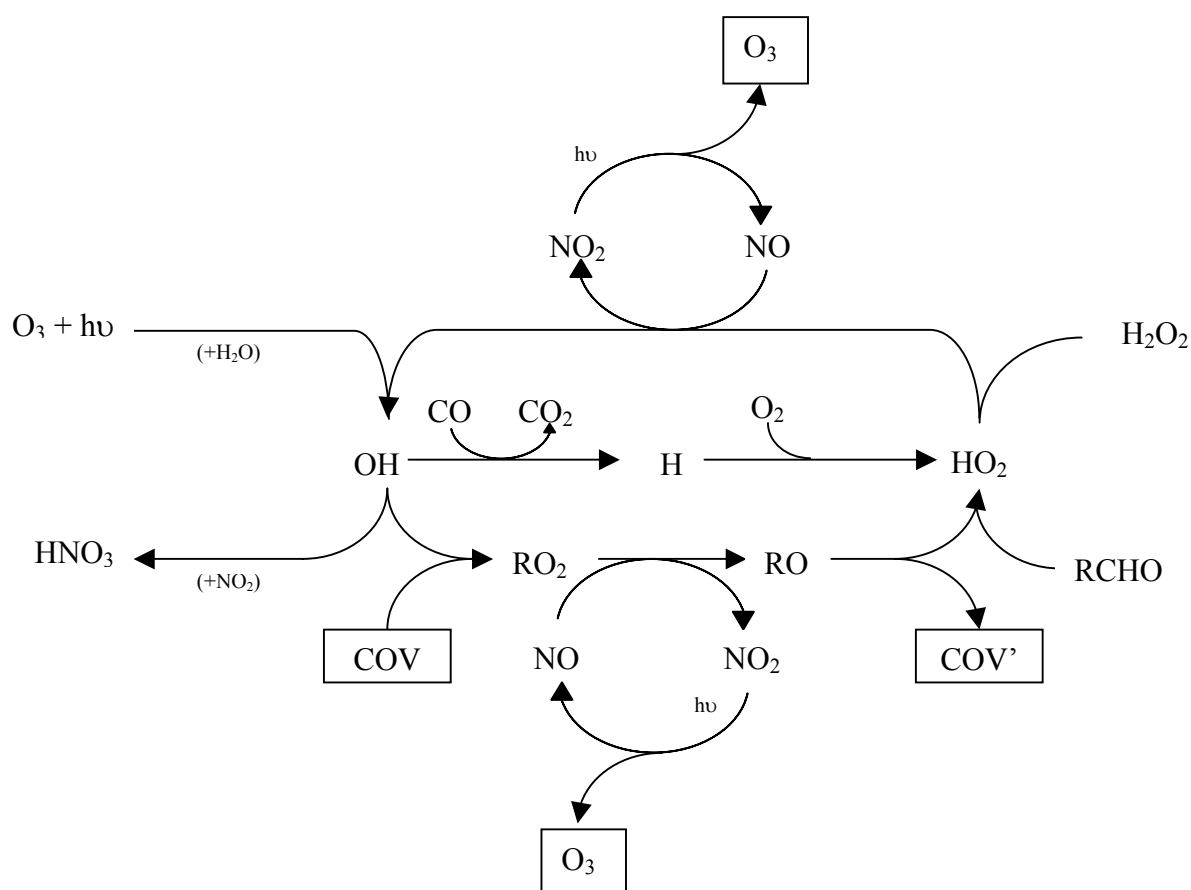 O₃
hυ
NO₂ NO
O₃ + hυ
(+H₂O)
H₂O₂
CO CO₂ O₂
OH H HO₂
HNO₃
(+NO₂)
RO₂ RO RCHO
COV NO NO₂ COV’
hυ
O₃